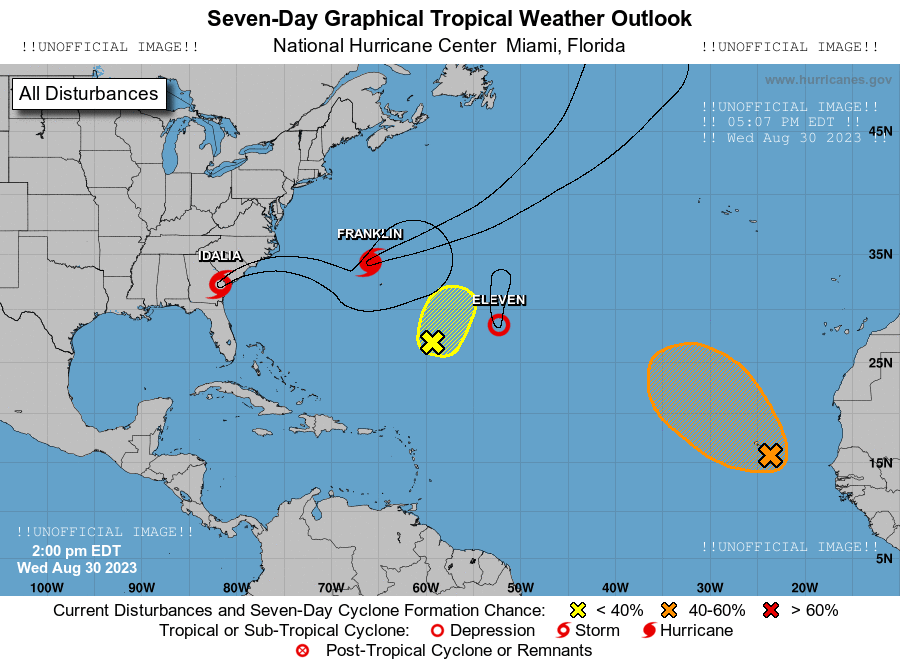 Seven-Day Graphical Tropical Weather Outlook
!!UNOFFICIAL IMAGE!! National Hurricane Center Miami, Florida !!UNOFFICIAL IMAGE!!
www.hurricanes.gov
All Disturbances
!!UNOFFICIAL IMAGE!!
!! 05:07 PM EDT !!
!! Wed Aug 30 2023 !!
45N
FRANKLIN
IDALIA
35N
ELEVEN
25N
15N
!!UNOFFICIAL IMAGE!!
!!UNOFFICIAL IMAGE!!
2:00 pm EDT
5N
Wed Aug 30 2023
100W 90W 80W 70W 60W 50W 40W 30W 20W
Current Disturbances and Seven-Day Cyclone Formation Chance: < 40% 40-60% > 60%
Tropical or Sub-Tropical Cyclone: Depression Storm Hurricane
Post-Tropical Cyclone or Remnants